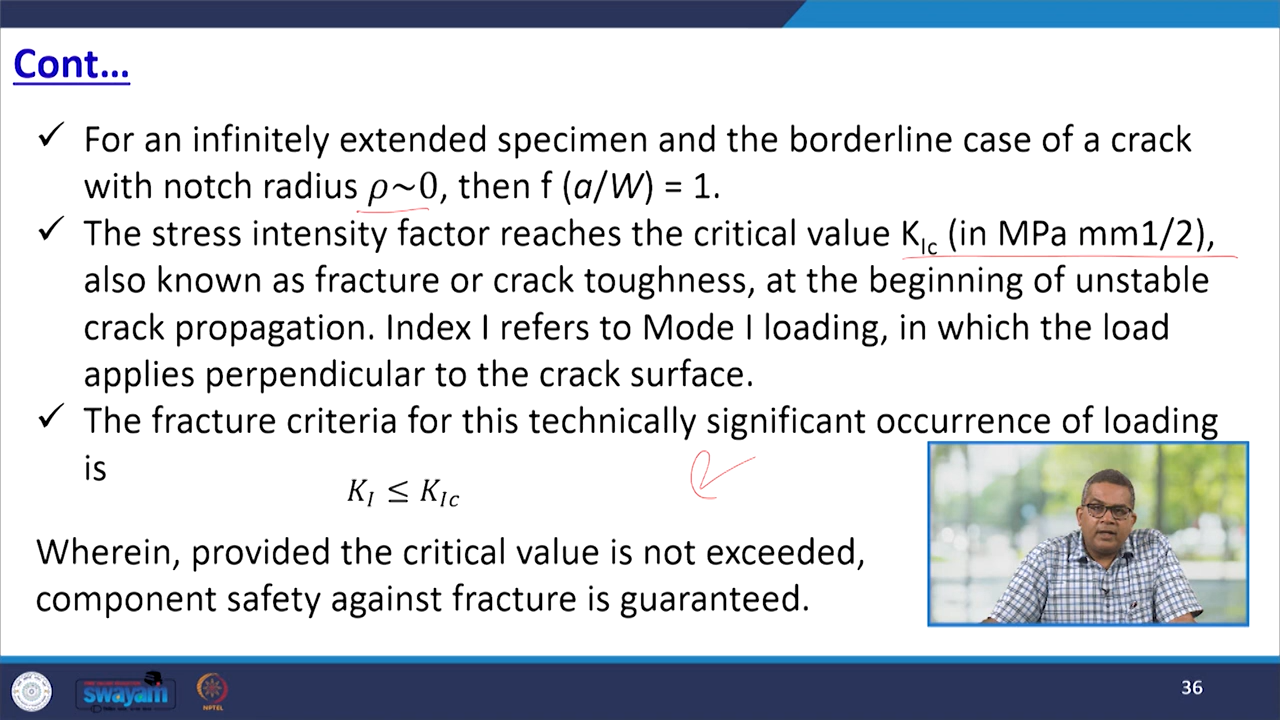 Cont...
✓ For an infinitely extended specimen and the borderline case of a crack
with notch radius ρ~0, then f (a/W) = 1.
✓ The stress intensity factor reaches the critical value K_Ic (in MPa mm1/2),
also known as fracture or crack toughness, at the beginning of unstable
crack propagation. Index I refers to Mode I loading, in which the load
applies perpendicular to the crack surface.
✓ The fracture criteria for this technically significant occurrence of loading
is
K_I ≤ K_Ic
Wherein, provided the critical value is not exceeded,
component safety against fracture is guaranteed.
swayam
NPTEL
36